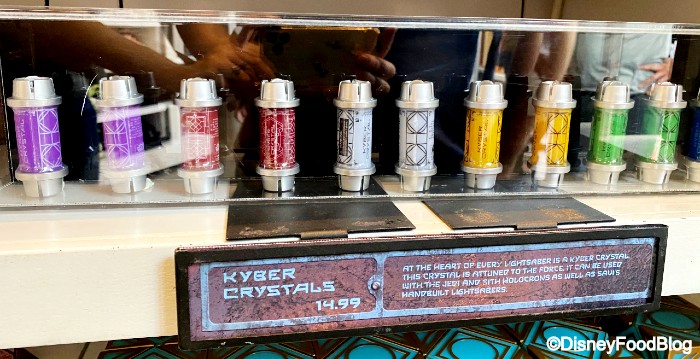 KYBER
CRYSTALS
14.99
AT THE HEART OF EVERY LIGHTSABER IS A KYBER CRYSTAL.
THIS CRYSTAL IS ATTUNED TO THE FORCE. IT CAN BE USED
WITH THE JEDI AND SITH HOLOCRONS AS WELL AS SAVI'S
HANDBUILT LIGHTSABERS
©DisneyFoodBlog